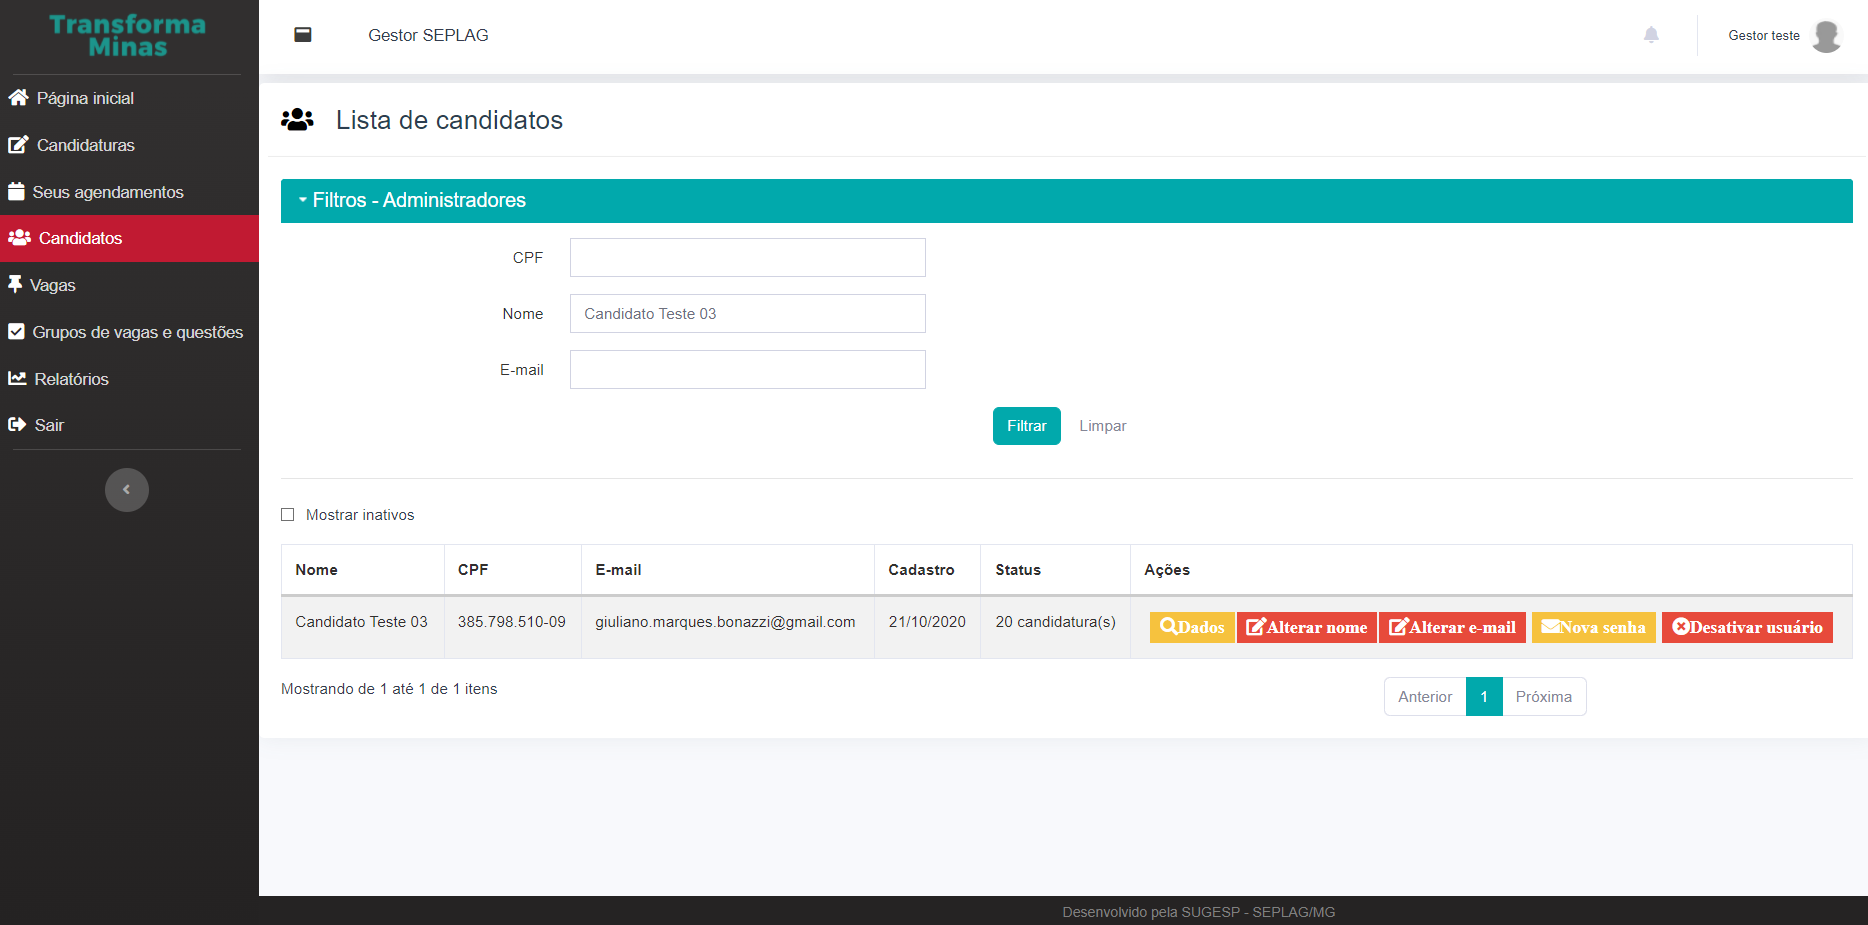 Transforma
Minas
Gestor SEPLAG
Gestor teste
Página inicial
Candidaturas
Seus agendamentos
Candidatos
Vagas
Grupos de vagas e questões
Relatórios
Sair
Lista de candidatos
Filtros - Administradores
CPF
Nome
Candidato Teste 03
E-mail
Filtrar Limpar
Mostrar inativos
Nome CPF E-mail Cadastro Status Ações
Candidato Teste 03 385.798.510-09 giuliano.marques.bonazzi@gmail.com 21/10/2020 20 candidatura(s) Dados Alterar nome Alterar e-mail Nova senha Desativar usuário
Mostrando de 1 até 1 de 1 itens
Anterior 1 Próxima
Desenvolvido pela SUGESP - SEPLAG/MG